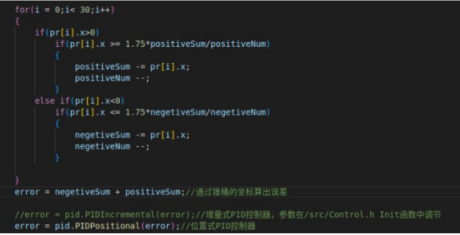 for(i = 0;i< 30;i++)
{
if(pr[i].x>0)
if(pr[i].x >= 1.75*positiveSum/positiveNum)
{
positiveSum -= pr[i].x;
positiveNum --;
}
else if(pr[i].x<0)
if(pr[i].x <= 1.75*negetiveSum/negetiveNum)
{
negetiveSum -= pr[i].x;
negetiveNum --;
}
}
error = negetiveSum + positiveSum;//通过锥桶的坐标算出误差
//error = pid.PIDIncremental(error);//增量式PID控制器，参数在/src/Control.h Init函数中调节
error = pid.PIDPositional(error);//位置式PID控制器